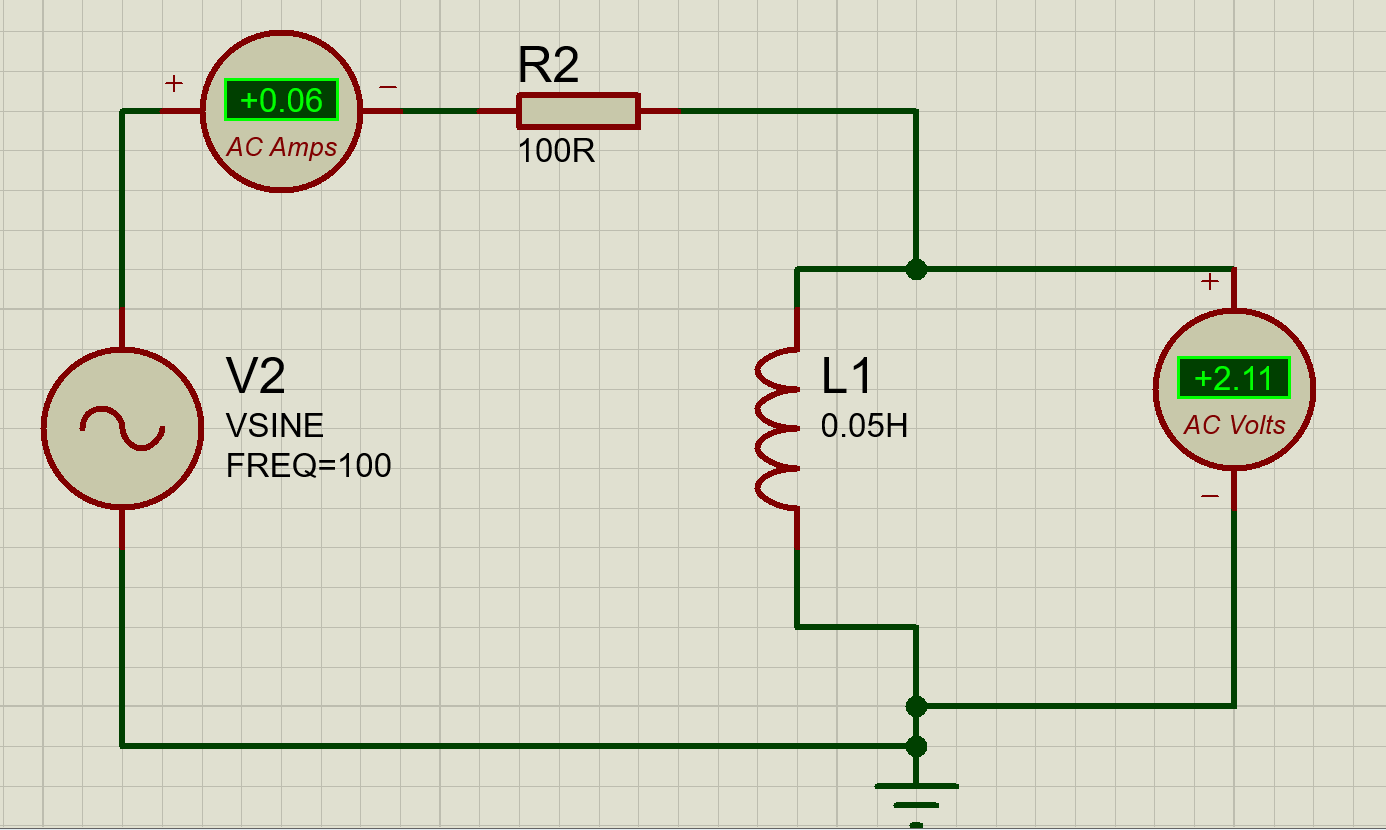 R2
+ −
+0.06
AC Amps
100R
+
V2
L1
+2.11
VSINE
0.05H
AC Volts
FREQ=100
−